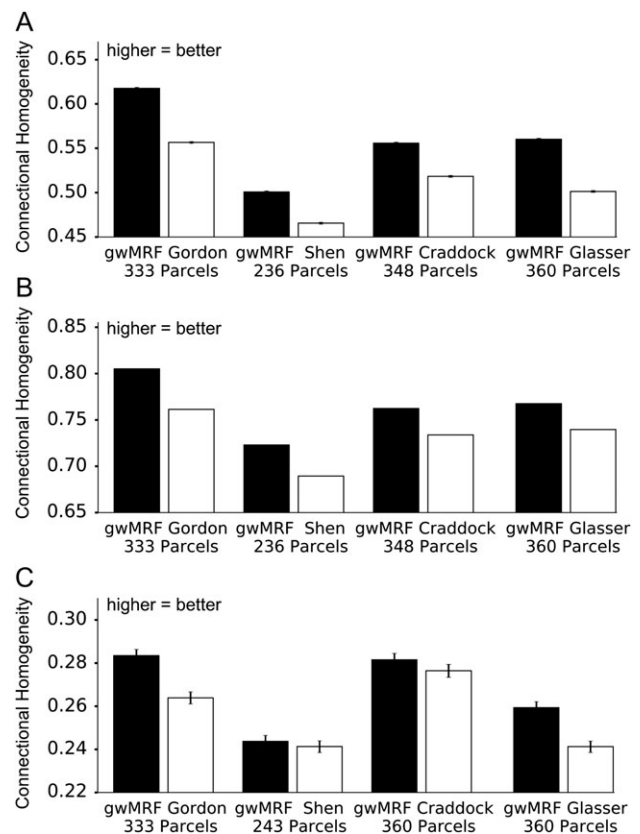 A
higher = better
Connectional Homogeneity
0.65
0.60
0.55
0.50
0.45
gwMRF Gordon gwMRF Shen gwMRF Craddock gwMRF Glasser
333 Parcels 236 Parcels 348 Parcels 360 Parcels
B
higher = better
Connectional Homogeneity
0.85
0.80
0.75
0.70
0.65
gwMRF Gordon gwMRF Shen gwMRF Craddock gwMRF Glasser
333 Parcels 236 Parcels 348 Parcels 360 Parcels
C
higher = better
Connectional Homogeneity
0.30
0.28
0.26
0.24
0.22
gwMRF Gordon gwMRF Shen gwMRF Craddock gwMRF Glasser
333 Parcels 243 Parcels 360 Parcels 360 Parcels